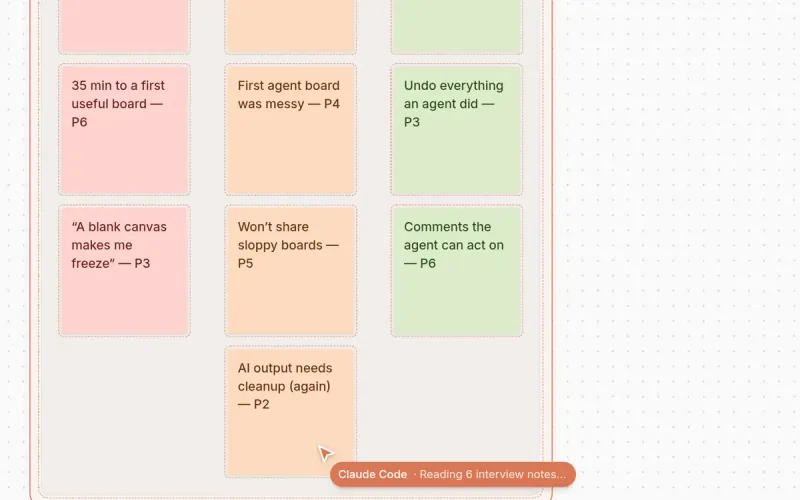 35 min to a first
useful board —
P6
First agent board
was messy — P4
Undo everything
an agent did —
P3
“A blank canvas
makes me
freeze” — P3
Won’t share
sloppy boards —
P5
Comments the
agent can act on
— P6
AI output needs
cleanup (again)
— P2
Claude Code · Reading 6 interview notes…